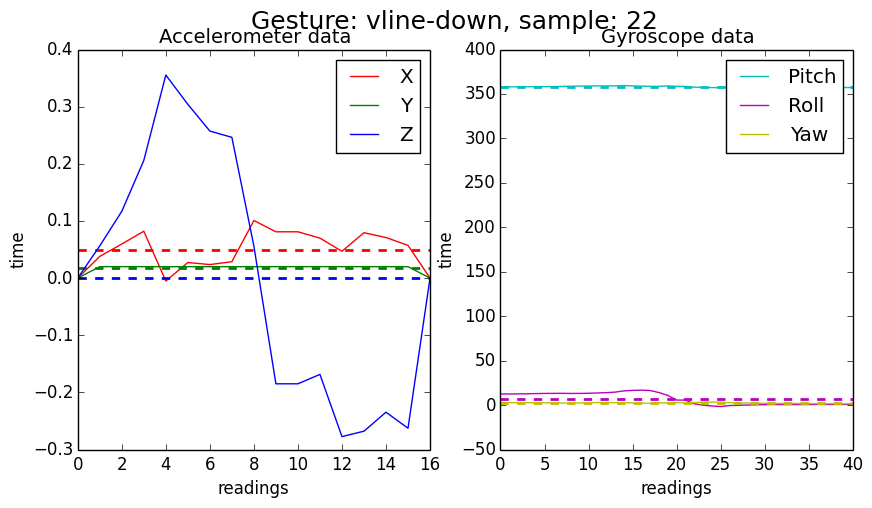 Gesture: vline-down, sample: 22
Accelerometer data
0.4
0.3
0.2
0.1
0.0
−0.1
−0.2
−0.3
time
0 2 4 6 8 10 12 14 16
readings
X
Y
Z
Gyroscope data
400
350
300
250
200
150
100
50
0
−50
time
0 5 10 15 20 25 30 35 40
readings
Pitch
Roll
Yaw